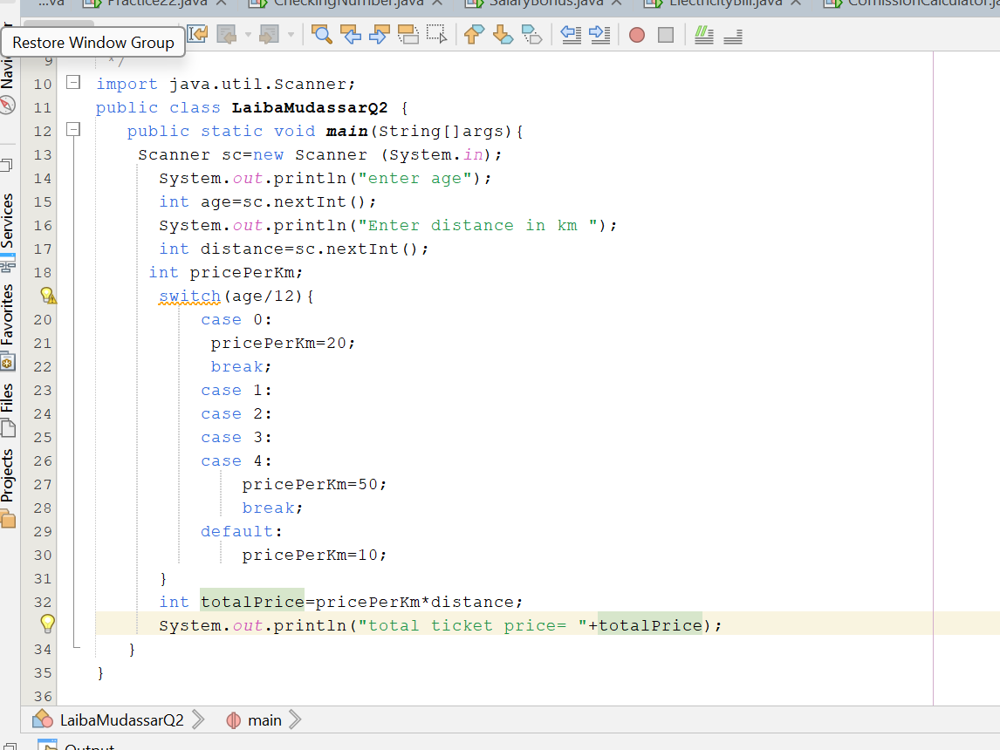 ...va Practice22.java CheckingNumber.java SalaryBonus.java ElectricityBill.java ComissionCalculator.ja
Restore Window Group
Services
Favorites
Files
Projects
9 */
10 import java.util.Scanner;
11 public class LaibaMudassarQ2 {
12 public static void main(String[]args){
13 Scanner sc=new Scanner (System.in);
14 System.out.println("enter age");
15 int age=sc.nextInt();
16 System.out.println("Enter distance in km ");
17 int distance=sc.nextInt();
18 int pricePerKm;
switch(age/12){
20 case 0:
21 pricePerKm=20;
22 break;
23 case 1:
24 case 2:
25 case 3:
26 case 4:
27 pricePerKm=50;
28 break;
29 default:
30 pricePerKm=10;
31 }
32 int totalPrice=pricePerKm*distance;
System.out.println("total ticket price= "+totalPrice);
34 }
35 }
36
LaibaMudassarQ2 main
Output